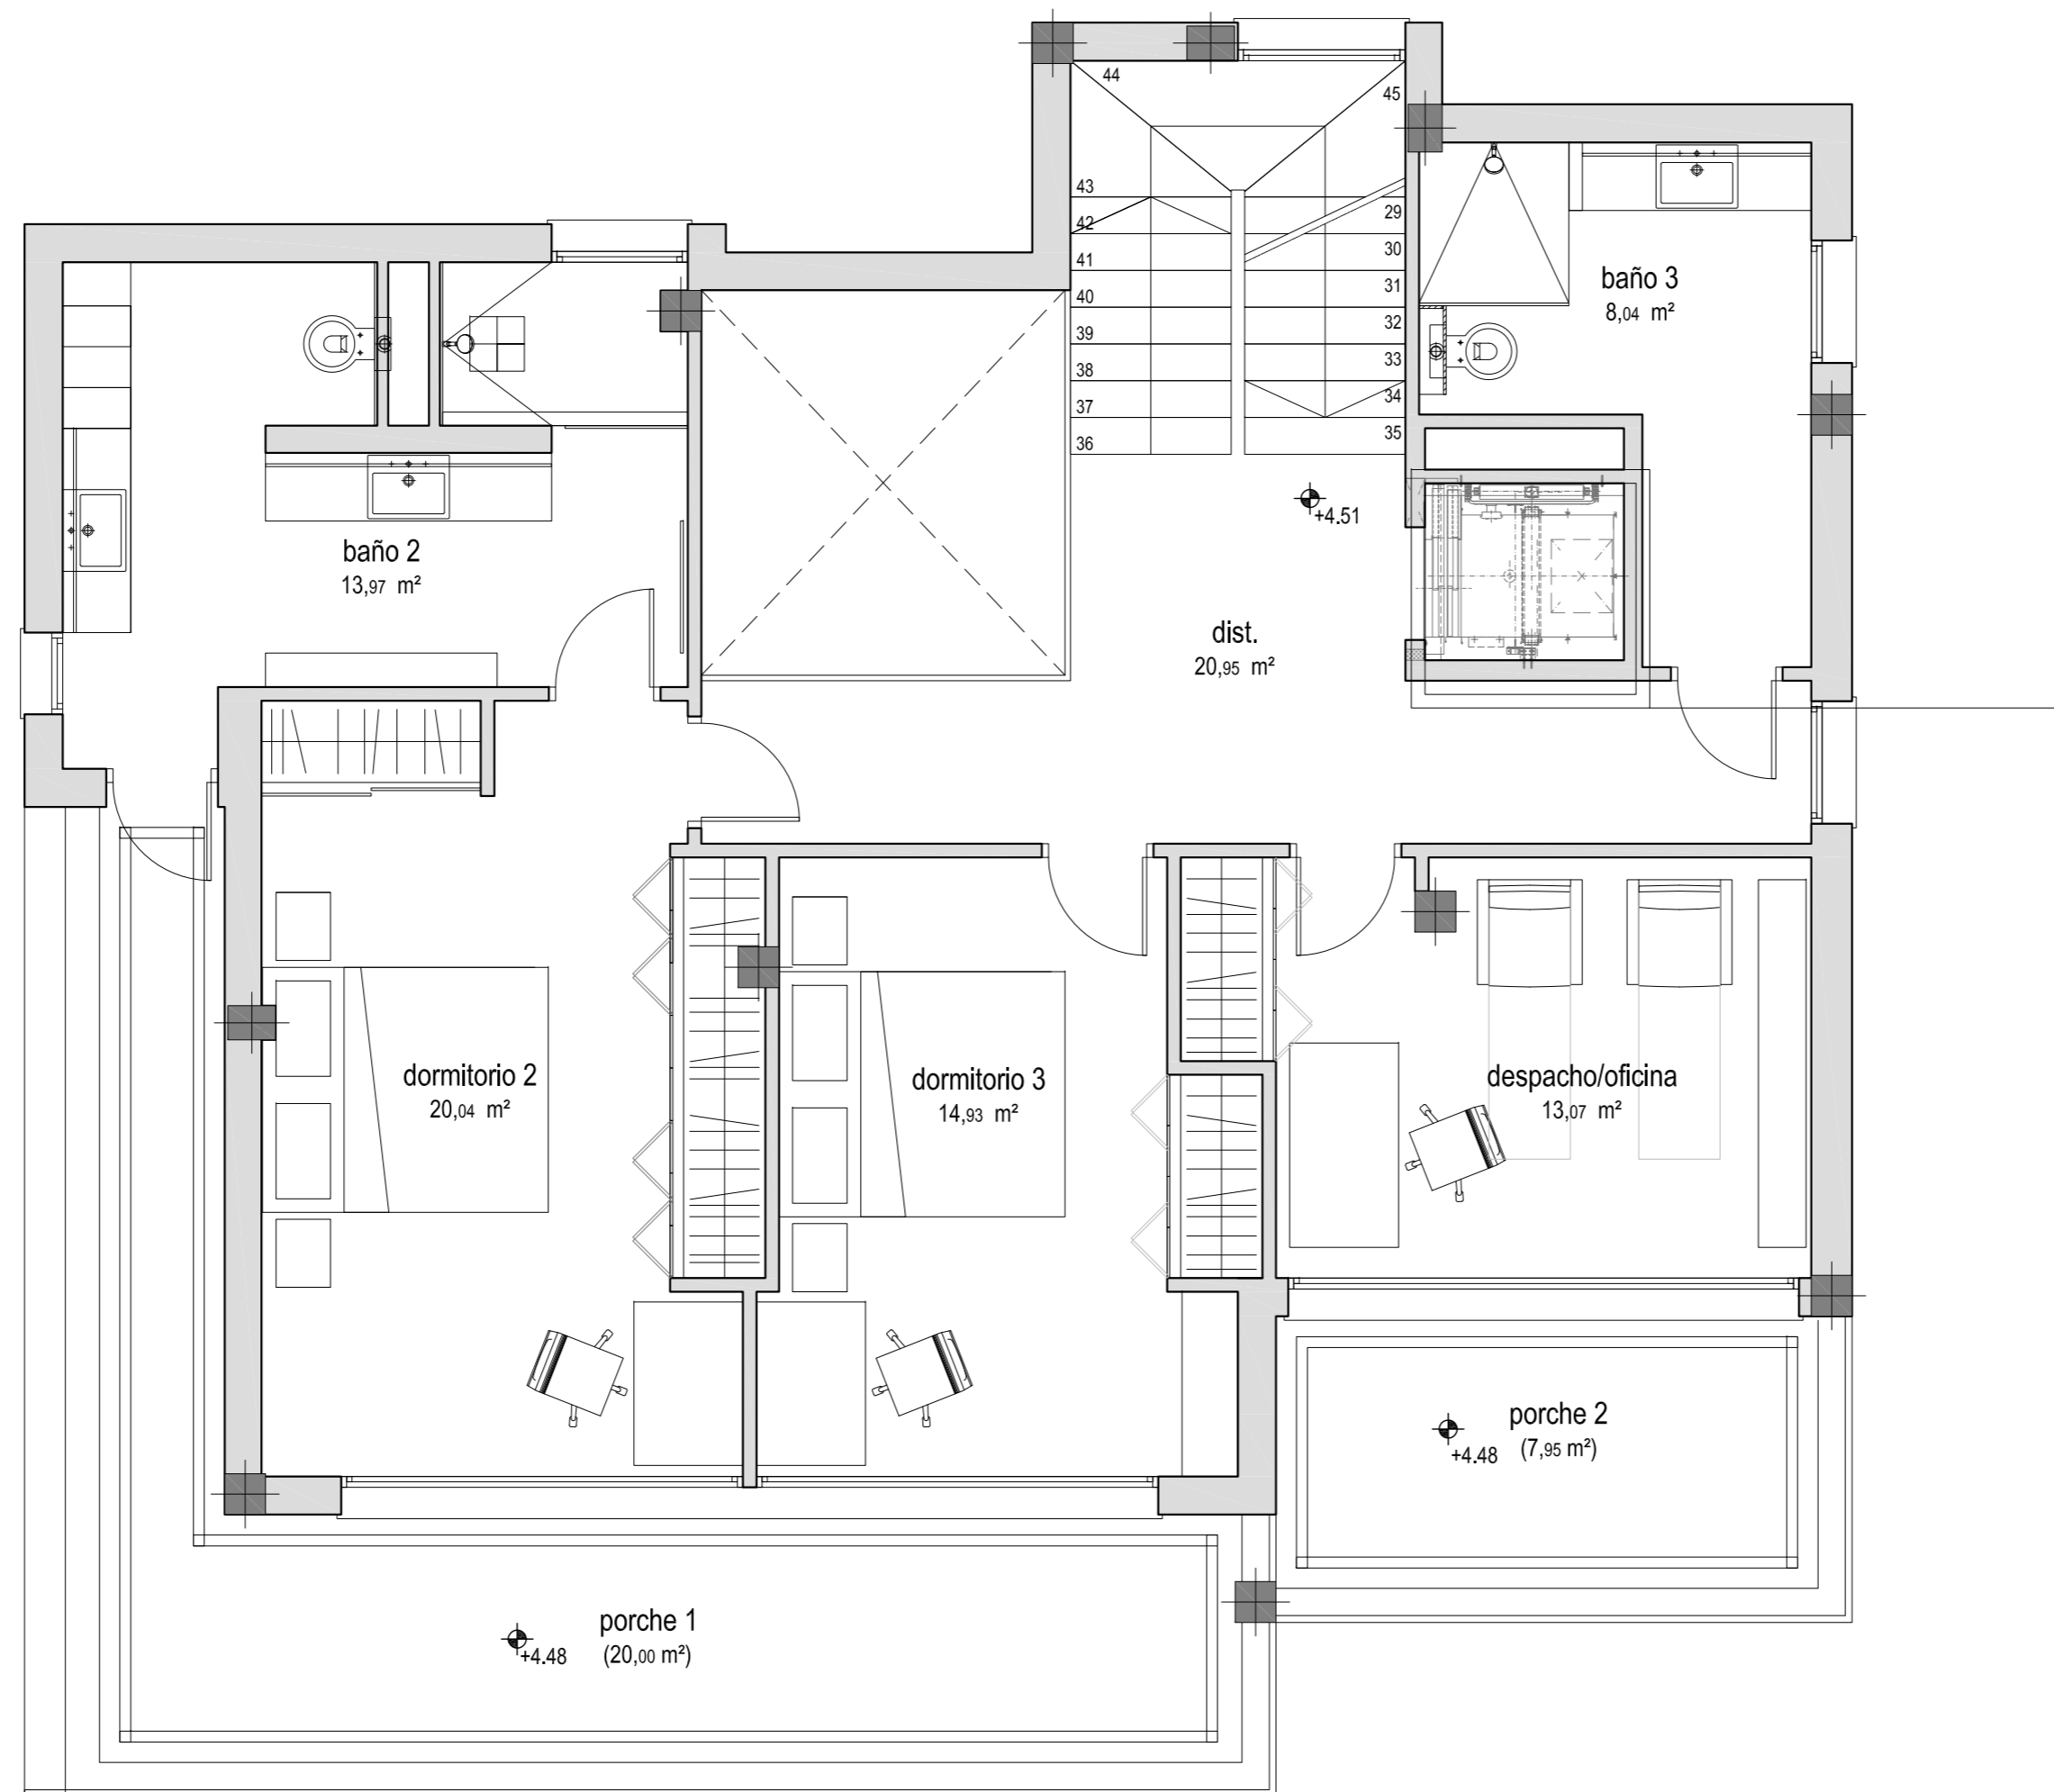 44
45
43
42
41
40
39
38
37
36
29
30
31
32
33
34
35
baño 3
8,04 m²
+4.51
baño 2
13,97 m²
dist.
20,95 m²
dormitorio 2
20,04 m²
dormitorio 3
14,93 m²
despacho/oficina
13,07 m²
porche 2
+4.48 (7,95 m²)
porche 1
+4.48 (20,00 m²)